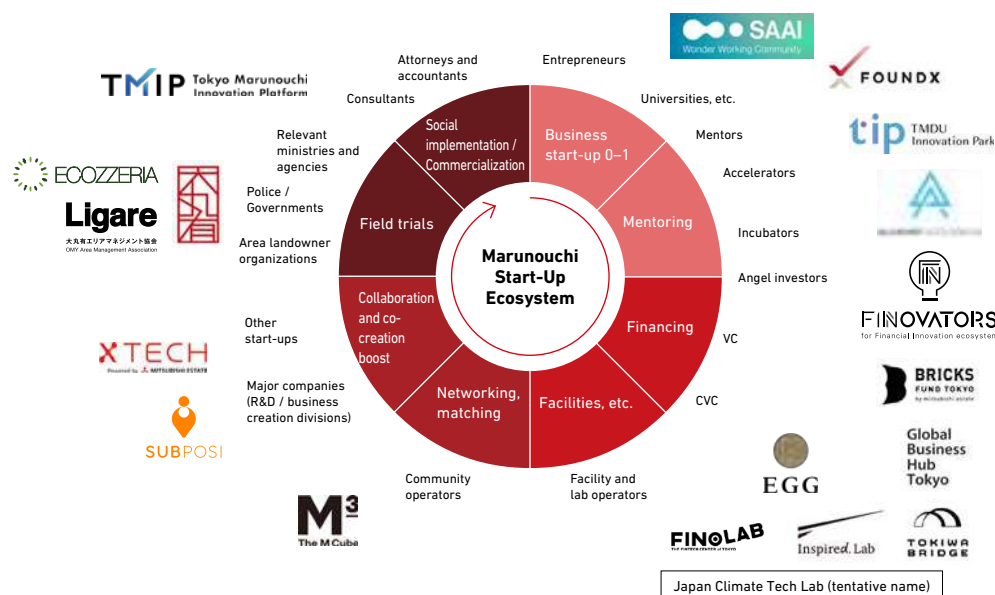 SAAI
Wonder Working Community
FOUNDX
tip TMDU
Innovation Park
FINOVATORS
for Financial Innovation ecosystem
BRICKS
FUND TOKYO
by mitsubishi estate
EGG
Global
Business
Hub
Tokyo
FINOLAB
THE FINTECH CENTER of TOKYO
Inspired.Lab
TOKIWA
BRIDGE
Japan Climate Tech Lab (tentative name)
TMIP Tokyo Marunouchi
Innovation Platform
ECOZZERIA
Ligare
大丸有エリアマネジメント協会
OMY Area Management Association
大丸有
XTECH
Powered by MITSUBISHI ESTATE
SUBPOSI
M3
The M Cube
Entrepreneurs
Universities, etc.
Mentors
Accelerators
Incubators
Angel investors
VC
CVC
Facility and
lab operators
Community
operators
Major companies
(R&D / business
creation divisions)
Other
start-ups
Area landowner
organizations
Police /
Governments
Relevant
ministries and
agencies
Consultants
Attorneys and
accountants
Business
start-up 0–1
Mentoring
Financing
Facilities, etc.
Networking,
matching
Collaboration
and co-
creation
boost
Field trials
Social
implementation /
Commercialization
Marunouchi
Start-Up
Ecosystem